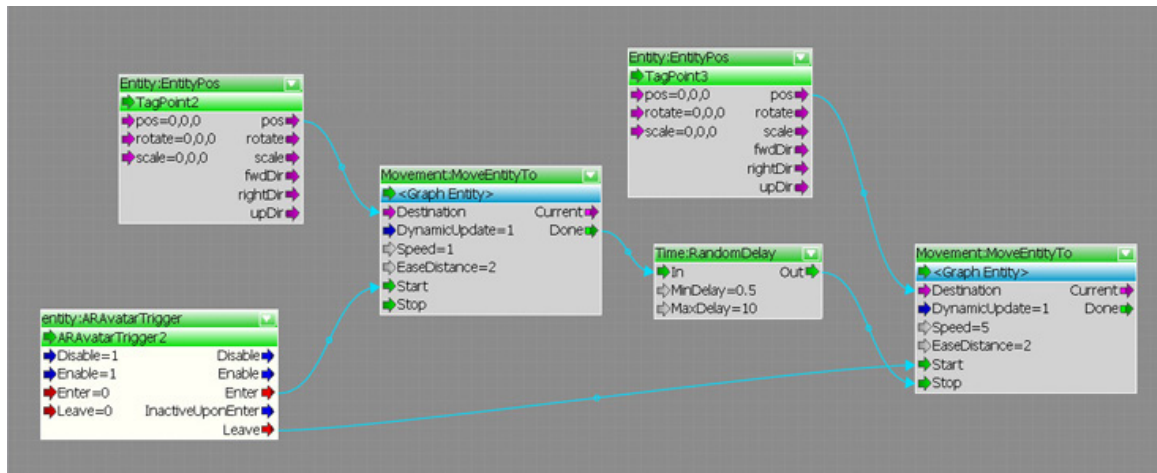 Entity:EntityPos
TagPoint2
pos=0,0,0 pos
rotate=0,0,0 rotate
scale=0,0,0 scale
fwdDir
rightDir
upDir
Entity:EntityPos
TagPoint3
pos=0,0,0 pos
rotate=0,0,0 rotate
scale=0,0,0 scale
fwdDir
rightDir
upDir
Movement:MoveEntityTo
<Graph Entity>
Destination Current
DynamicUpdate=1 Done
Speed=1
EaseDistance=2
Start
Stop
Time:RandomDelay
In Out
MinDelay=0.5
MaxDelay=10
Movement:MoveEntityTo
<Graph Entity>
Destination Current
DynamicUpdate=1 Done
Speed=5
EaseDistance=2
Start
Stop
entity:ARAvatarTrigger
ARAvatarTrigger2
Disable=1 Disable
Enable=1 Enable
Enter=0 Enter
Leave=0 InactiveUponEnter
Leave